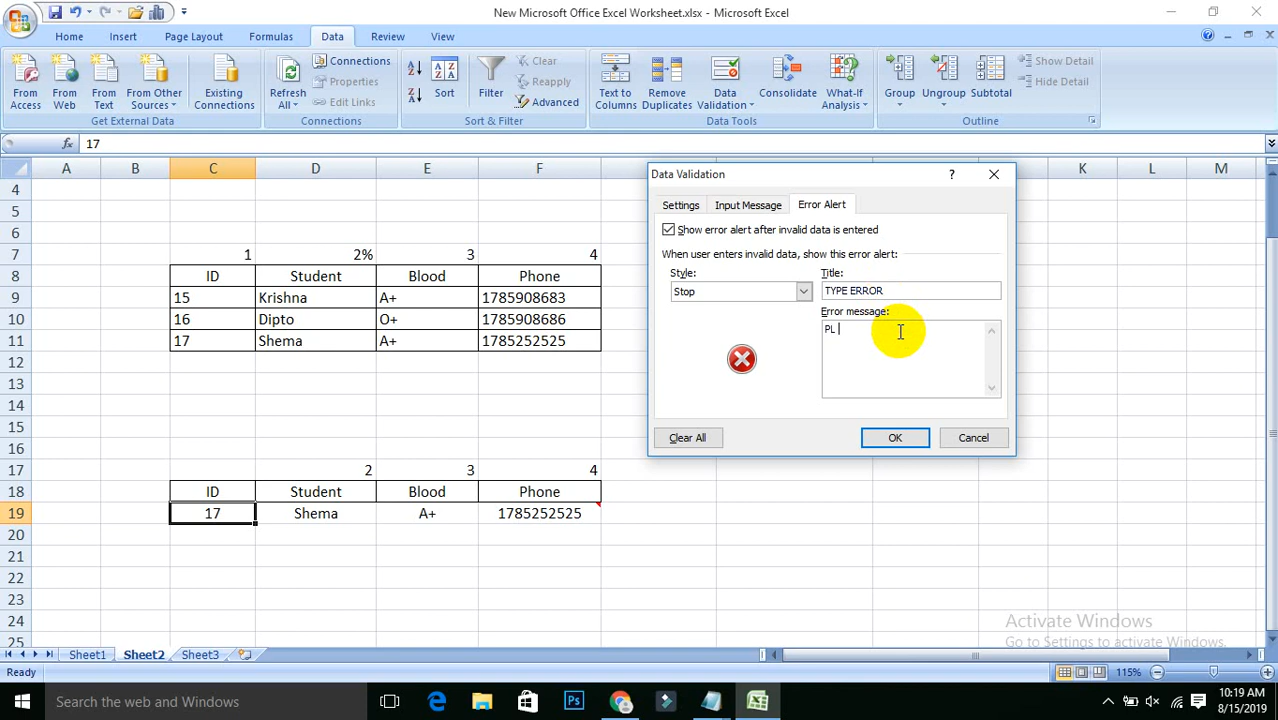 New Microsoft Office Excel Worksheet.xlsx - Microsoft Excel
Home Insert Page Layout Formulas Data Review View
From Access
From Web
From Text
From Other Sources
Existing Connections
Get External Data
Refresh All
Connections
Properties
Edit Links
Connections
Sort
Filter
Clear
Reapply
Advanced
Sort & Filter
Text to Columns
Remove Duplicates
Data Validation
Consolidate
What-If Analysis
Data Tools
Group
Ungroup
Subtotal
Show Detail
Hide Detail
Outline
fx 17
A B C D E F K L M
4
5
6
7 1 2% 3 4
8 ID Student Blood Phone
9 15 Krishna A+ 1785908683
10 16 Dipto O+ 1785908686
11 17 Shema A+ 1785252525
12
13
14
15
16
17 2 3 4
18 ID Student Blood Phone
19 17 Shema A+ 1785252525
20
21
22
23
24
25
Data Validation
Settings Input Message Error Alert
Show error alert after invalid data is entered
When user enters invalid data, show this error alert:
Style: Title:
Stop TYPE ERROR
Error message:
PL
Clear All OK Cancel
Activate Windows
Go to Settings to activate Windows.
Sheet1 Sheet2 Sheet3
Ready 115%
Search the web and Windows
10:19 AM
8/15/2019